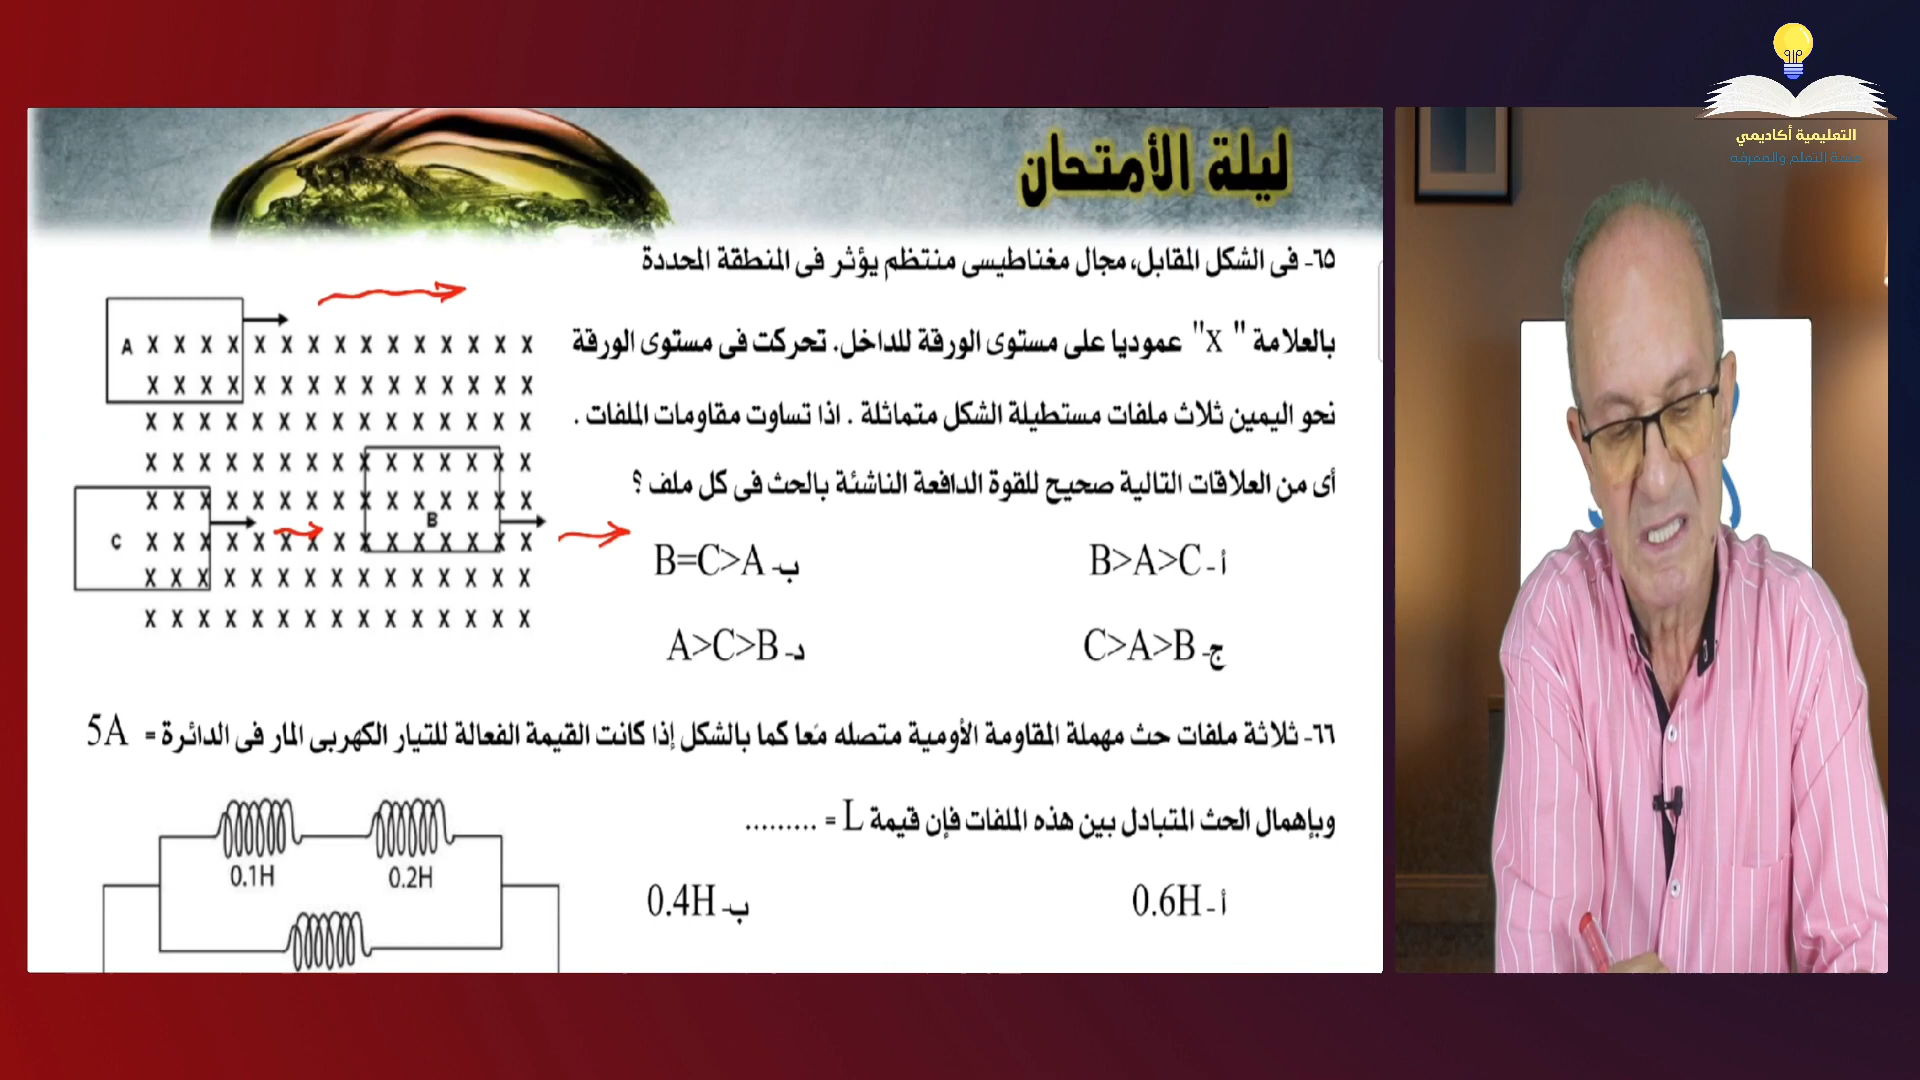 التعليمية أكاديمي
منصة التعلم والمعرفة
ليلة الأمتحان
٦٥- فى الشكل المقابل، مجال مغناطيسى منتظم يؤثر فى المنطقة المحددة
بالعلامة " x" عموديا على مستوى الورقة للداخل. تحركت فى مستوى الورقة
نحو اليمين ثلاث ملفات مستطيلة الشكل متماثلة . اذا تساوت مقاومات الملفات .
أى من العلاقات التالية صحيح للقوة الدافعة الناشئة بالحث فى كل ملف ؟
أ- B>A>C
ب- B=C>A
ج- C>A>B
د- A>C>B
A x x x x x x x x x x x x x x x
x x x x x x x x x x x x x x x
x x x x x x x x x x x x x x x
x x x x x x x x x x x x x x x
x x x x x x x x x x x x x x x
B
C x x x x x x x x x x x x x x x
x x x x x x x x x x x x x x x
x x x x x x x x x x x x x x x
٦٦- ثلاثة ملفات حث مهملة المقاومة الأومية متصله مَعا كما بالشكل إذا كانت القيمة الفعالة للتيار الكهربى المار فى الدائرة = 5A
وبإهمال الحث المتبادل بين هذه الملفات فإن قيمة L = .........
أ- 0.6H
ب- 0.4H
0.1H
0.2H